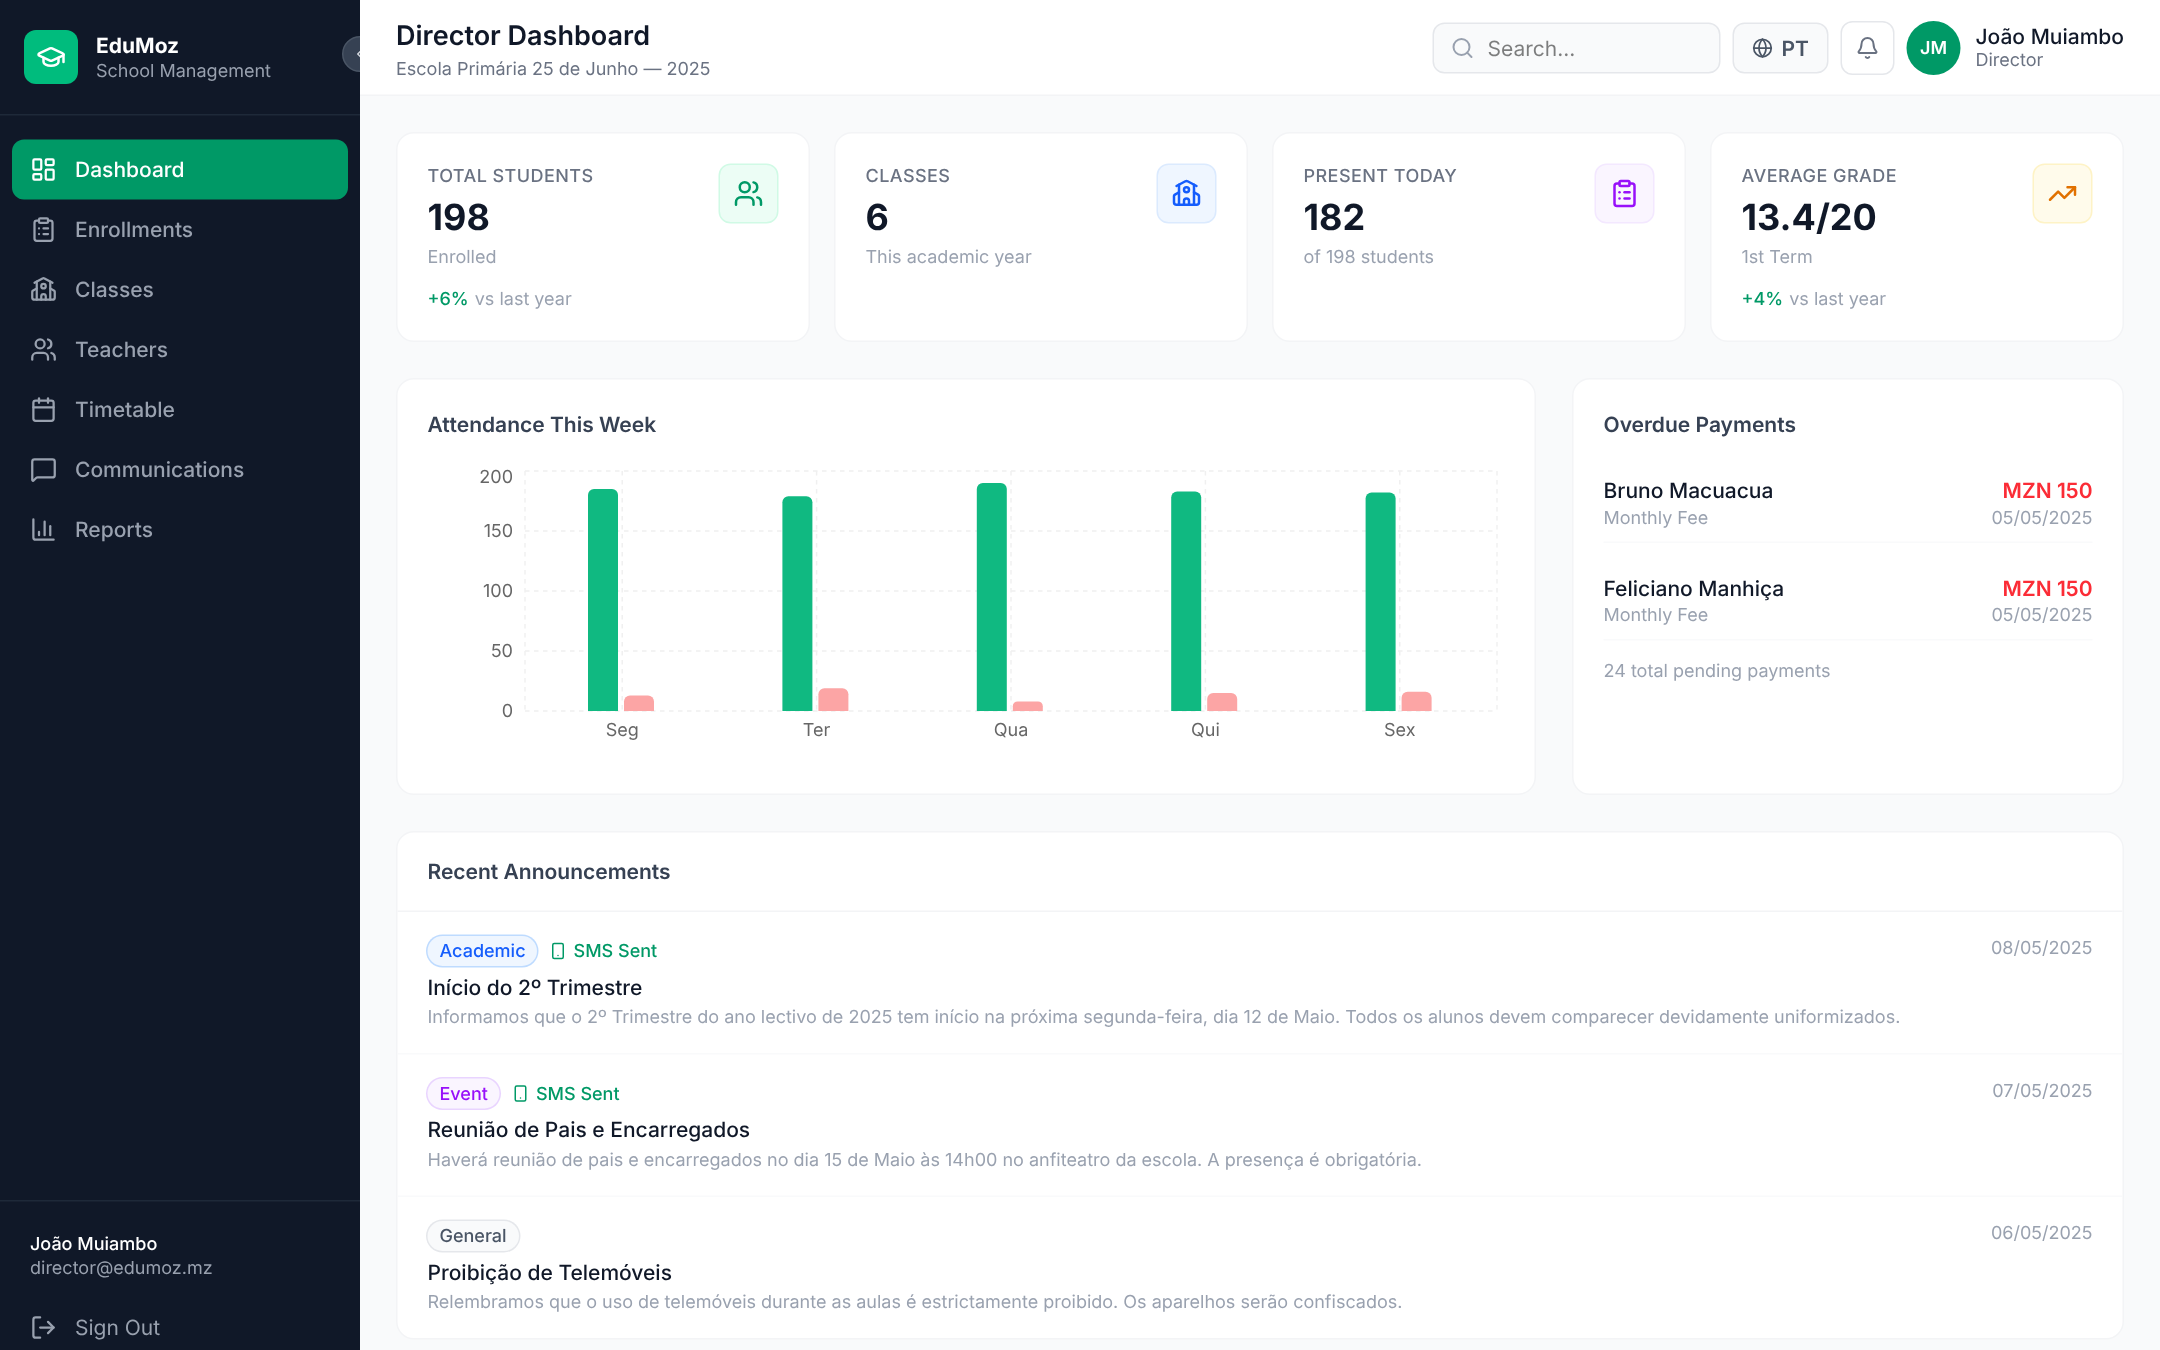 EduMoz
School Management
Dashboard
Enrollments
Classes
Teachers
Timetable
Communications
Reports
João Muiambo
director@edumoz.mz
Sign Out
Director Dashboard
Escola Primária 25 de Junho — 2025
Search...
PT
JM
João Muiambo
Director
TOTAL STUDENTS
198
Enrolled
+6% vs last year
CLASSES
6
This academic year
PRESENT TODAY
182
of 198 students
AVERAGE GRADE
13.4/20
1st Term
+4% vs last year
Attendance This Week
200
150
100
50
0
Seg
Ter
Qua
Qui
Sex
Overdue Payments
Bruno Macuacua
MZN 150
Monthly Fee
05/05/2025
Feliciano Manhiça
MZN 150
Monthly Fee
05/05/2025
24 total pending payments
Recent Announcements
Academic
SMS Sent
08/05/2025
Início do 2º Trimestre
Informamos que o 2º Trimestre do ano lectivo de 2025 tem início na próxima segunda-feira, dia 12 de Maio. Todos os alunos devem comparecer devidamente uniformizados.
Event
SMS Sent
07/05/2025
Reunião de Pais e Encarregados
Haverá reunião de pais e encarregados no dia 15 de Maio às 14h00 no anfiteatro da escola. A presença é obrigatória.
General
06/05/2025
Proibição de Telemóveis
Relembramos que o uso de telemóveis durante as aulas é estrictamente proibido. Os aparelhos serão confiscados.